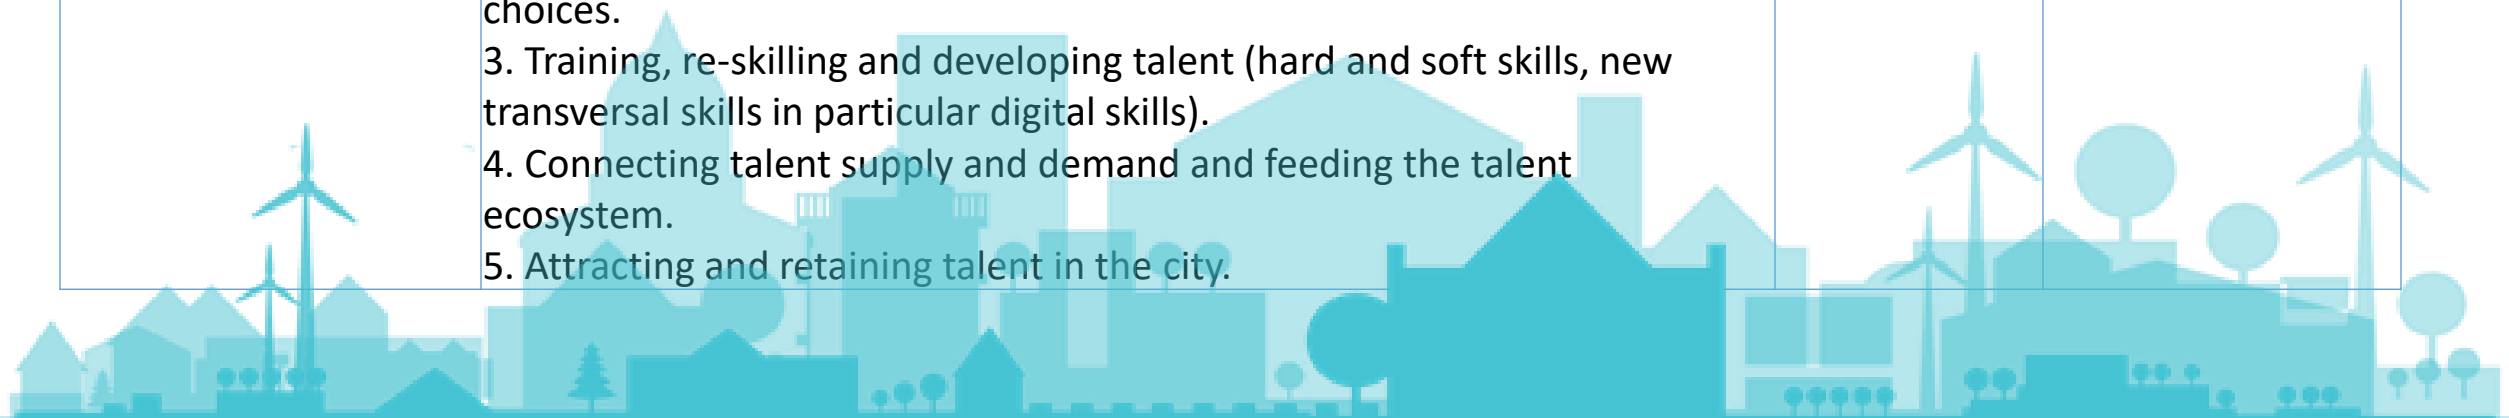 choices.
3. Training, re-skilling and developing talent (hard and soft skills, new
transversal skills in particular digital skills).
4. Connecting talent supply and demand and feeding the talent
ecosystem.
5. Attracting and retaining talent in the city.